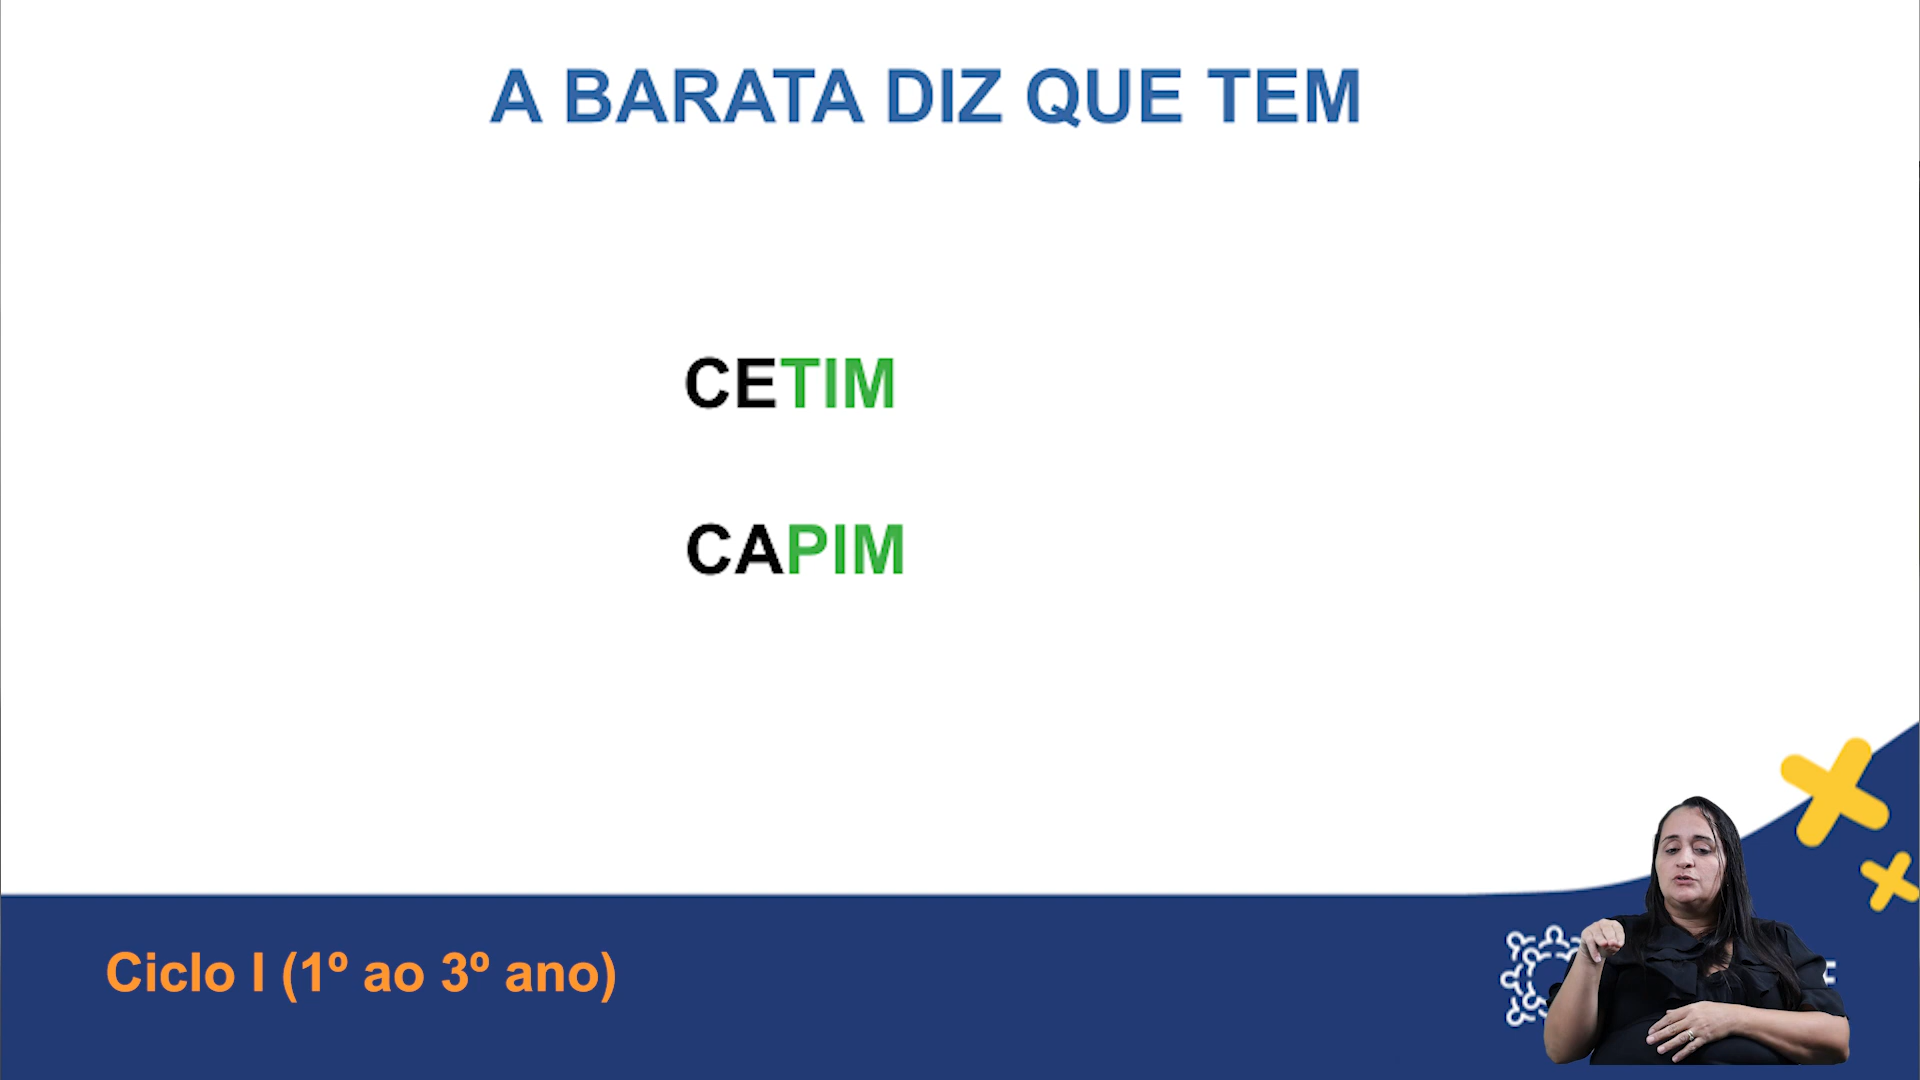 A BARATA DIZ QUE TEM
CETIM
CAPIM
Ciclo I (1º ao 3º ano)